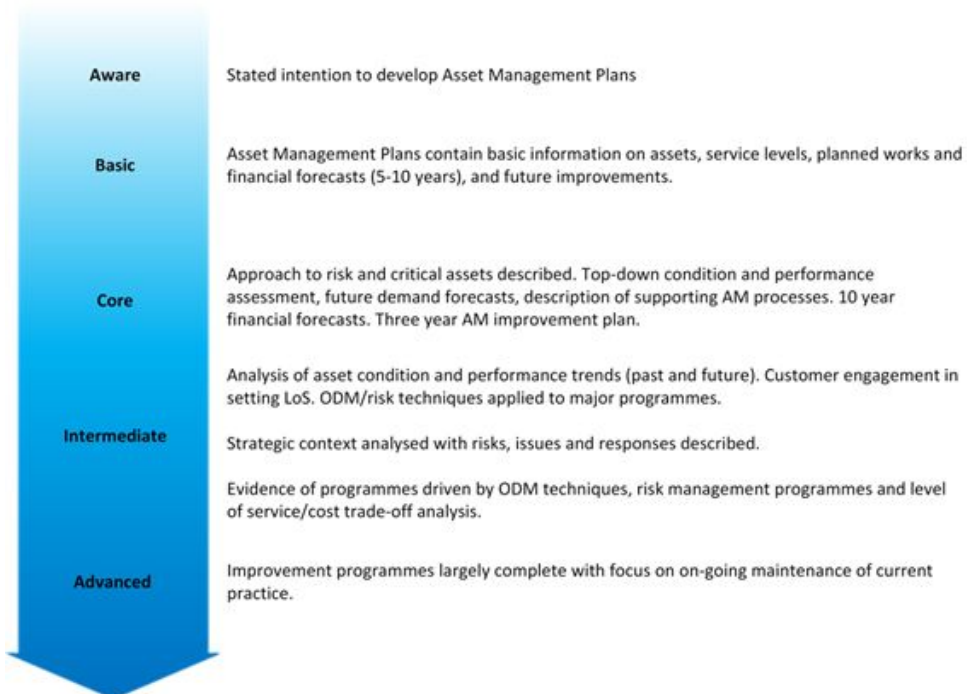 Aware
Stated intention to develop Asset Management Plans
Basic
Asset Management Plans contain basic information on assets, service levels, planned works and
financial forecasts (5-10 years), and future improvements.
Core
Approach to risk and critical assets described. Top-down condition and performance
assessment, future demand forecasts, description of supporting AM processes. 10 year
financial forecasts. Three year AM improvement plan.
Intermediate
Analysis of asset condition and performance trends (past and future). Customer engagement in
setting LoS. ODM/risk techniques applied to major programmes.
Strategic context analysed with risks, issues and responses described.
Evidence of programmes driven by ODM techniques, risk management programmes and level
of service/cost trade-off analysis.
Advanced
Improvement programmes largely complete with focus on on-going maintenance of current
practice.